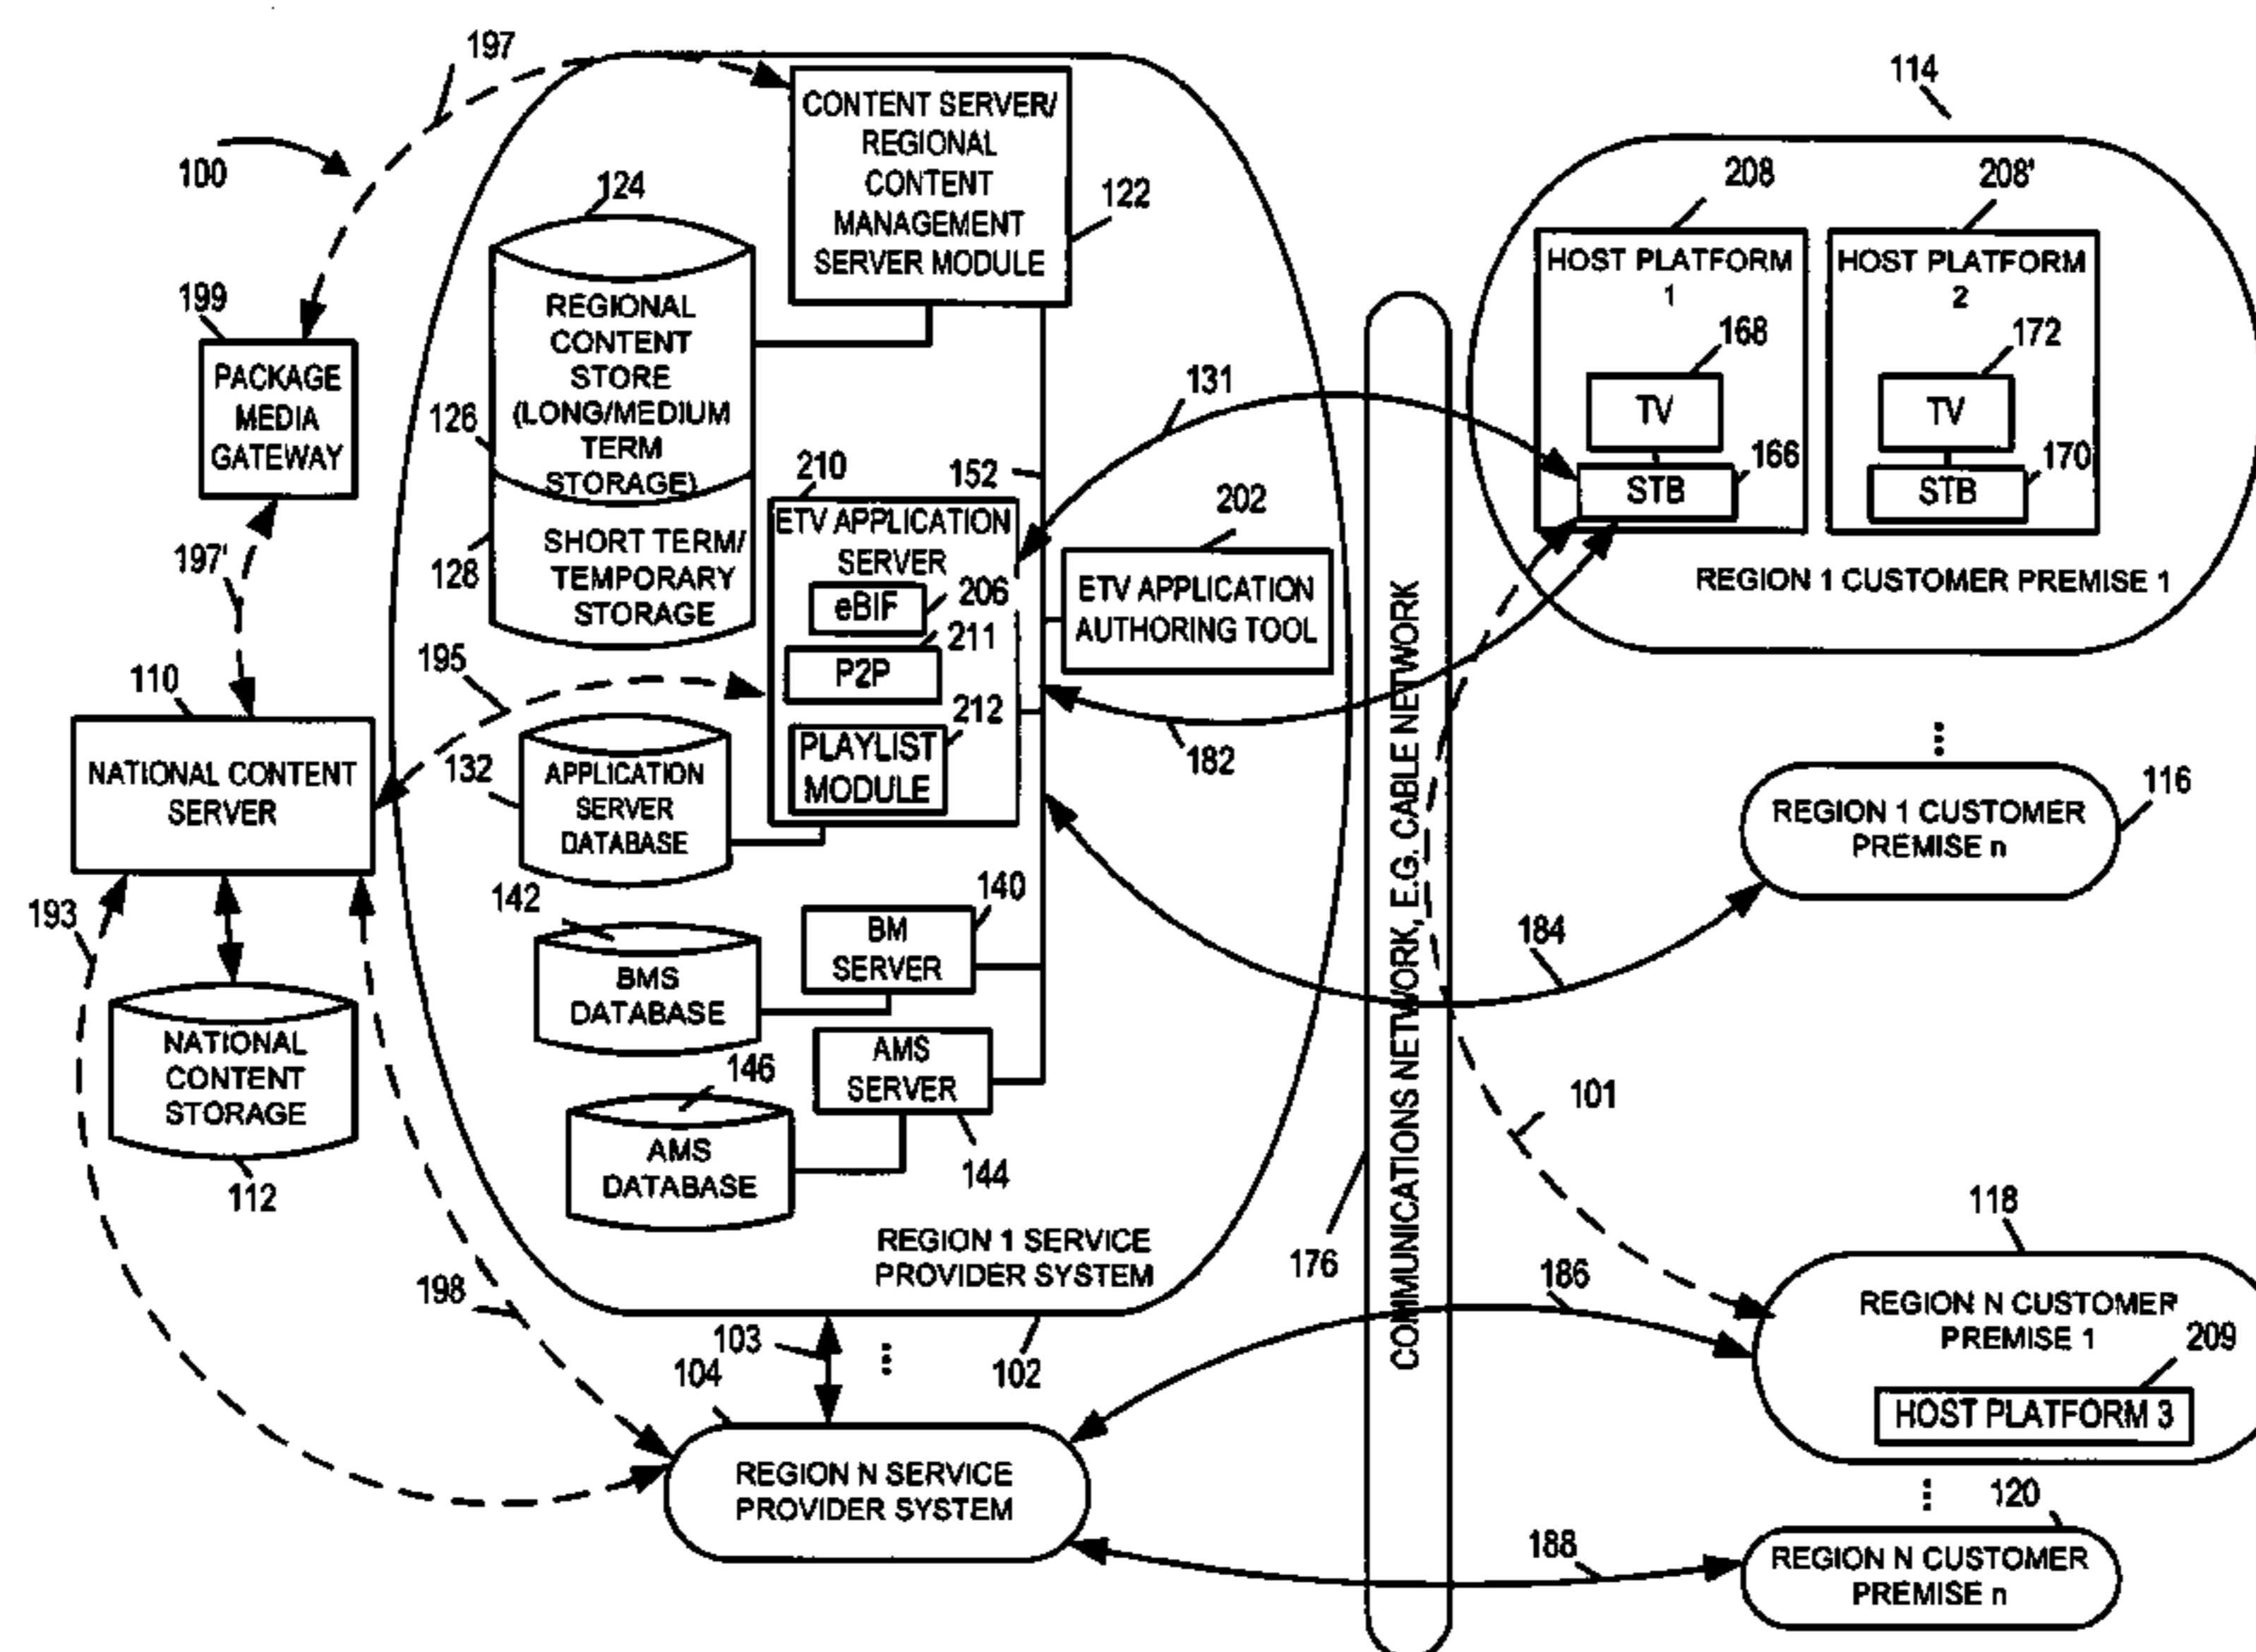 197
100
199
PACKAGE
MEDIA
GATEWAY
197'
110
NATIONAL CONTENT
SERVER
193
NATIONAL
CONTENT
STORAGE
112
198
195
CONTENT SERVER/
REGIONAL
CONTENT
MANAGEMENT
SERVER MODULE
122
124
REGIONAL
CONTENT
STORE
(LONG/MEDIUM
TERM
STORAGE)
126
SHORT TERM/
TEMPORARY
STORAGE
128
210
ETV APPLICATION
SERVER
eBIF
206
P2P
211
PLAYLIST
MODULE
212
152
131
202
ETV APPLICATION
AUTHORING TOOL
182
132
APPLICATION
SERVER
DATABASE
142
BMS
DATABASE
140
BM
SERVER
146
AMS
DATABASE
AMS
SERVER
144
REGION 1 SERVICE
PROVIDER SYSTEM
102
103
...
104
REGION N SERVICE
PROVIDER SYSTEM
COMMUNICATIONS NETWORK, E.G. CABLE NETWORK
176
114
208
HOST PLATFORM
1
168
TV
166
STB
208'
HOST PLATFORM
2
172
TV
170
STB
REGION 1 CUSTOMER PREMISE 1
...
116
REGION 1 CUSTOMER
PREMISE n
184
101
118
186
REGION N CUSTOMER
PREMISE 1
209
HOST PLATFORM 3
...
120
188
REGION N CUSTOMER
PREMISE n